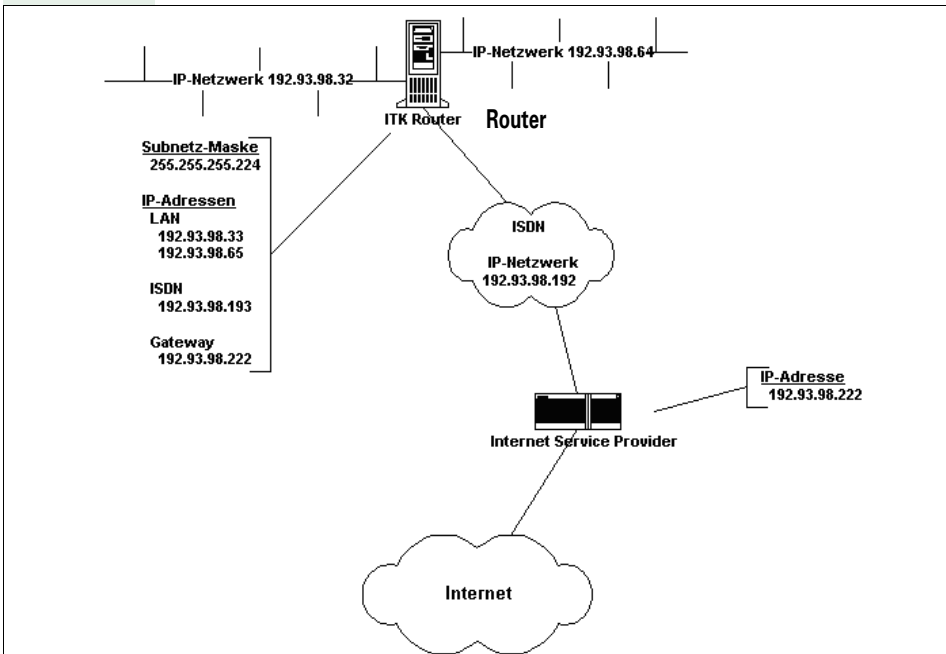 IP-Netzwerk 192.93.98.64
IP-Netzwerk 192.93.98.32
ITK Router
Router
Subnetz-Maske
255.255.255.224
IP-Adressen
LAN
192.93.98.33
192.93.98.65
ISDN
192.93.98.193
Gateway
192.93.98.222
ISDN
IP-Netzwerk
192.93.98.192
IP-Adresse
192.93.98.222
Internet Service Provider
Internet